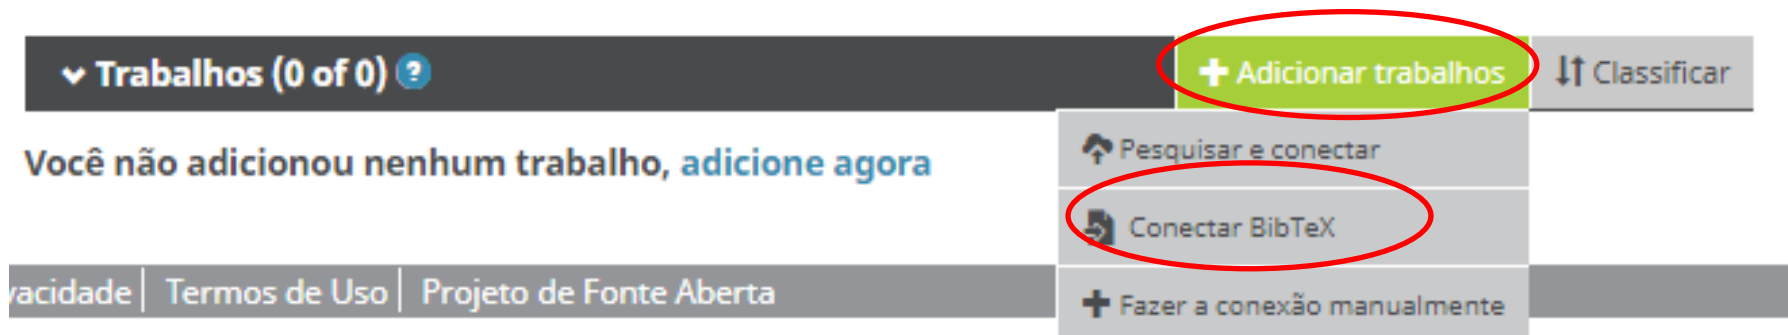 Trabalhos (0 of 0) ?
Adicionar trabalhos
Classificar
Você não adicionou nenhum trabalho, adicione agora
Pesquisar e conectar
Conectar BibTeX
Fazer a conexão manualmente
Termos de Uso
Projeto de Fonte Aberta